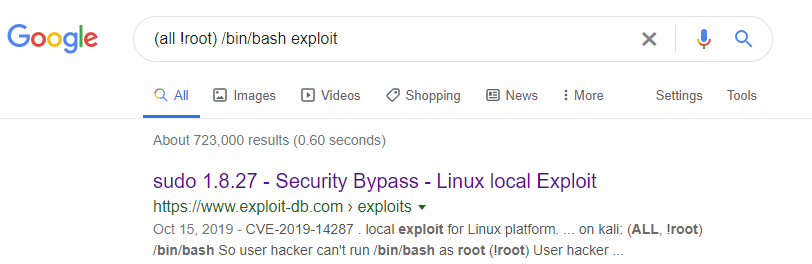 Google
(all !root) /bin/bash exploit
All Images Videos Shopping News More Settings Tools
About 723,000 results (0.60 seconds)
sudo 1.8.27 - Security Bypass - Linux local Exploit
https://www.exploit-db.com › exploits
Oct 15, 2019 - CVE-2019-14287 . local exploit for Linux platform. ... on kali: (ALL, !root)
/bin/bash So user hacker can't run /bin/bash as root (!root) User hacker ...